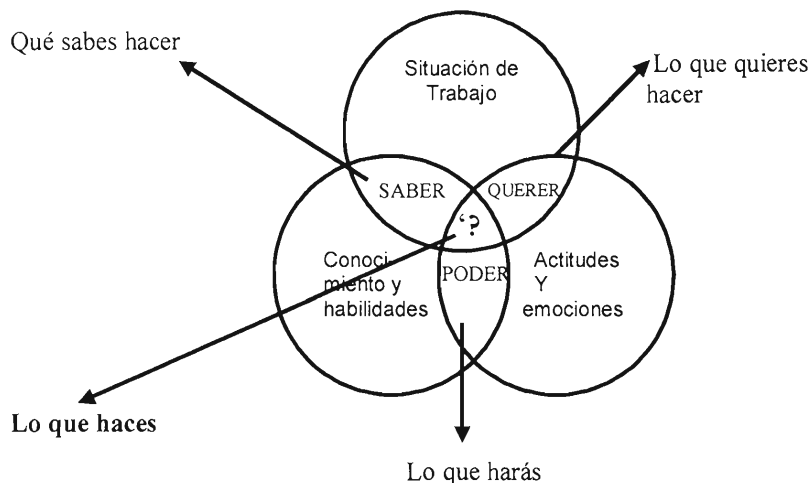 Qué sabes hacer
Situación de
Trabajo
Lo que quieres
hacer
SABER
QUERER
‘?
Conoci-
miento y
habilidades
PODER
Actitudes
Y
emociones
Lo que haces
Lo que harás